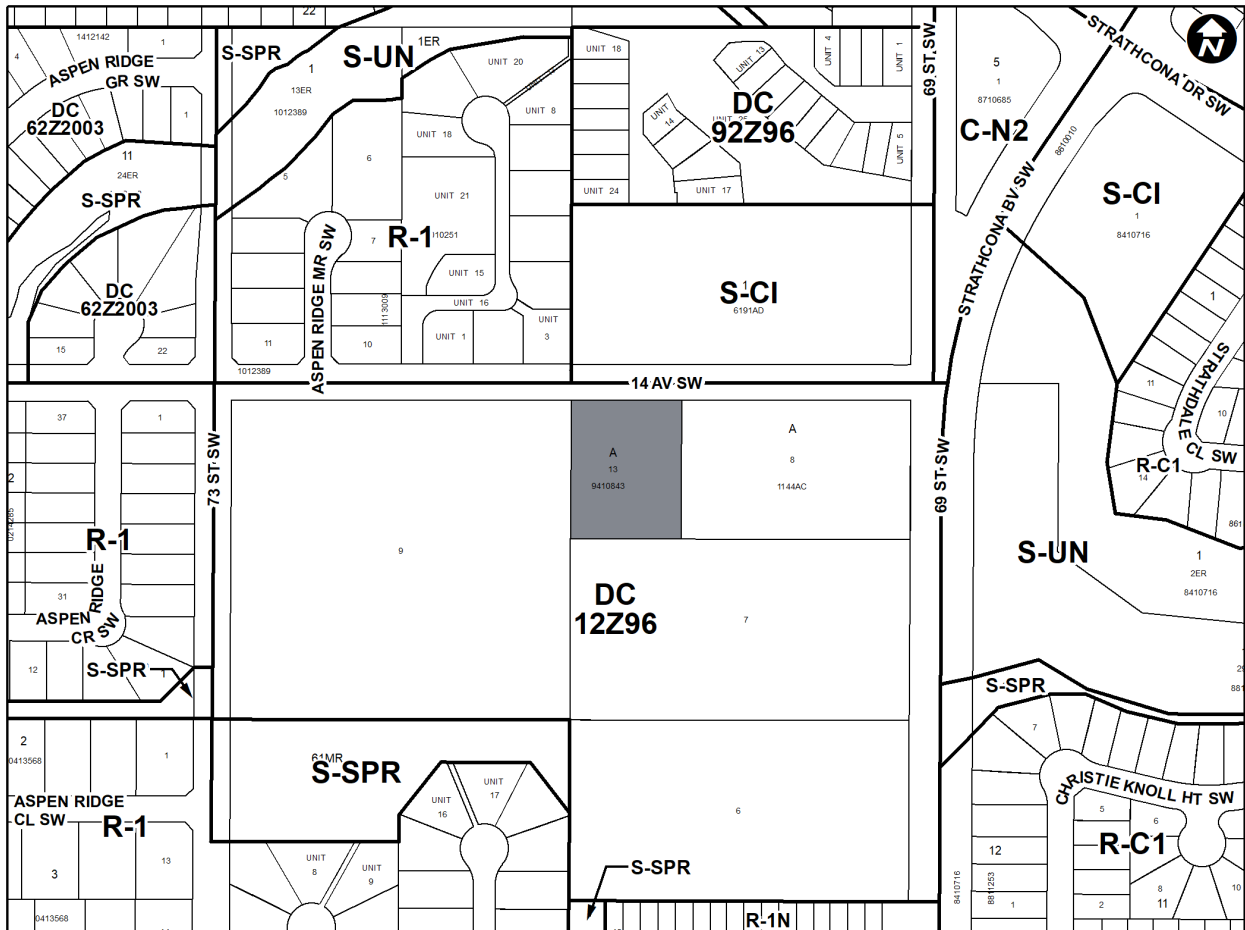 22
1412142
1
4
ASPEN RIDGE
GR SW
DC
62Z2003
1
11
24ER
S-SPR
DC
62Z2003
15
22
S-SPR
S-UN
1
13ER
1012389
1ER
UNIT 20
UNIT 8
UNIT 18
6
5
UNIT 21
7
R-1
UNIT 15
UNIT 16
1113009
UNIT 1
UNIT
3
11
10
1012389
ASPEN RIDGE MR SW
UNIT 18
UNIT 13
UNIT 4
UNIT 1
DC
92Z96
UNIT
14
UNIT 5
UNIT 24
UNIT 17
69 ST SW
S-CI
1
6191AD
5
1
8710685
C-N2
STRATHCONA DR SW
N
8610010
STRATHCONA BV SW
S-CI
1
8410716
1
STRATHDALE
CL SW
11
10
R-C1
14
861
14 AV SW
37
1
2
0214285
73 ST SW
R-1
31
ASPEN RIDGE
CR SW
12
1
S-SPR
A
13
9410843
A
8
1144AC
9
DC
12Z96
7
69 ST SW
S-UN
1
2ER
8410716
29
881
S-SPR
2
0413568
1
ASPEN RIDGE
CL SW
R-1
13
3
0413568
61MR
S-SPR
UNIT
17
UNIT
16
UNIT
8
UNIT
9
6
S-SPR
R-1N
7
CHRISTIE KNOLL HT SW
5
6
R-C1
12
8
11
10
1
2
8410716
8811253